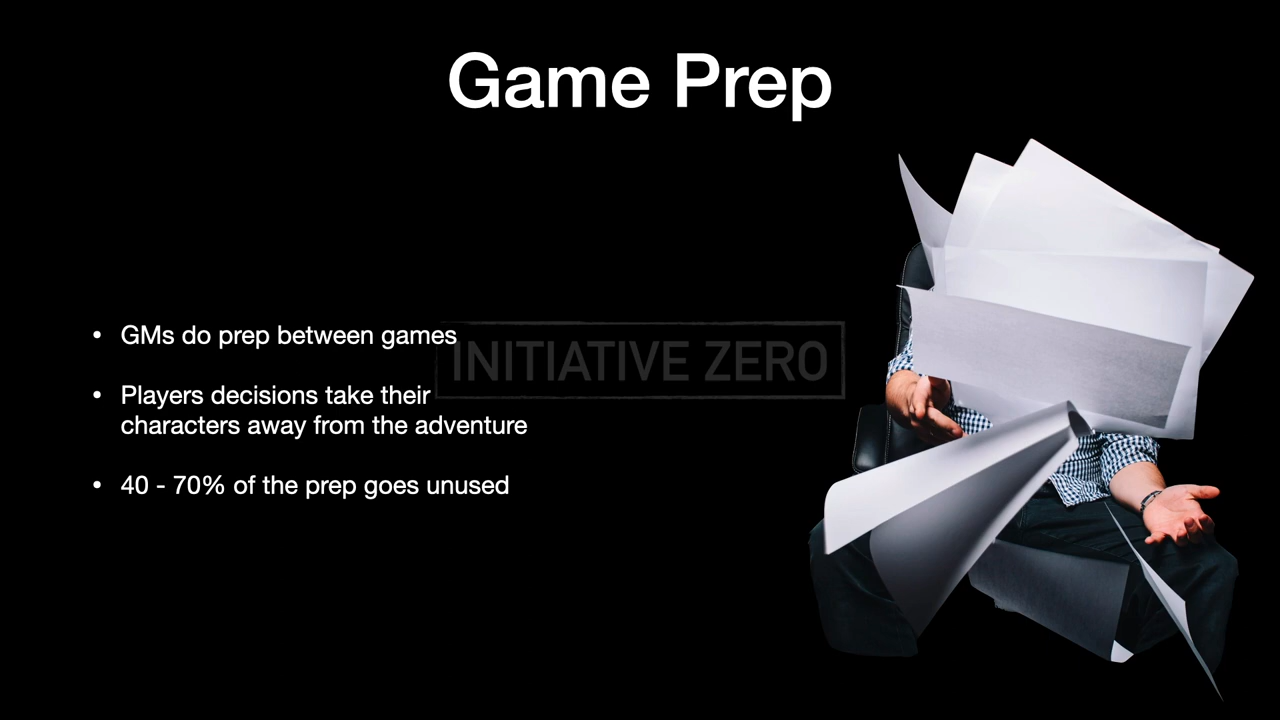 Game Prep
• GMs do prep between games
INITIATIVE ZERO
• Players decisions take their
characters away from the adventure
• 40 - 70% of the prep goes unused